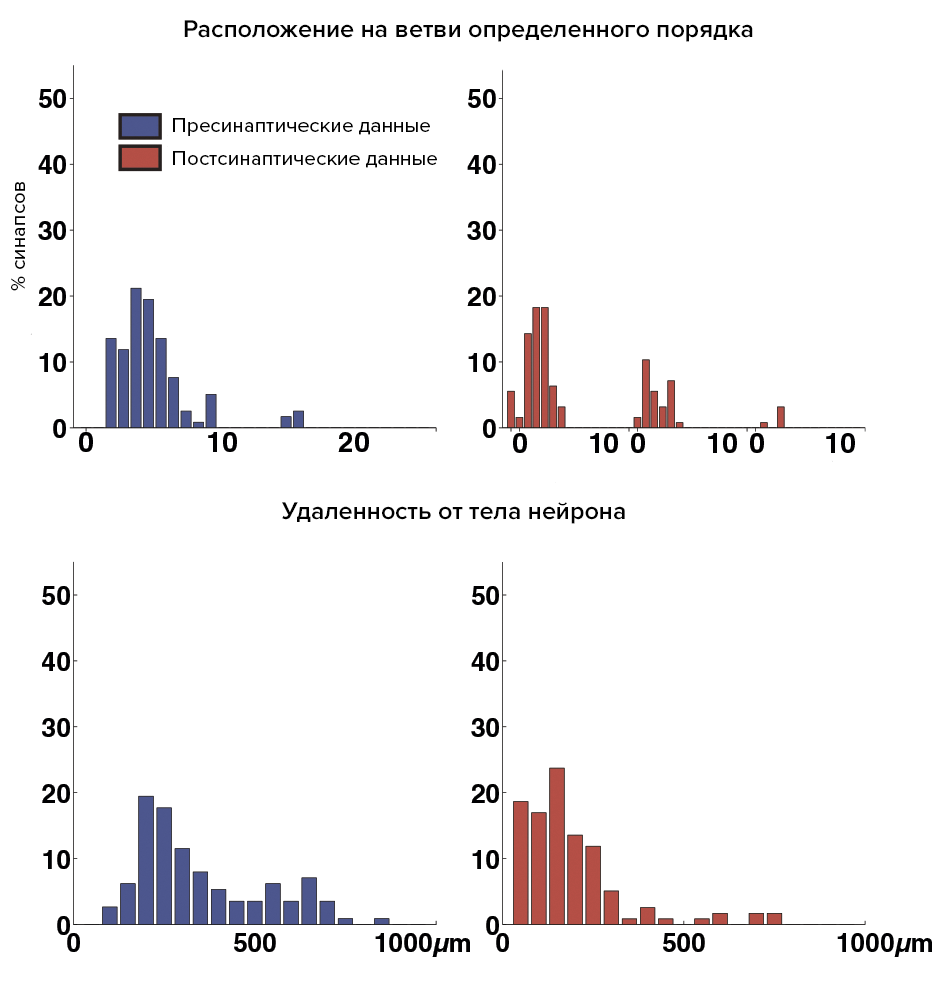 Расположение на ветви определенного порядка
50
40
30
20
10
0
% синапсов
Пресинаптические данные
Постсинаптические данные
0 10 20
50
40
30
20
10
0
0 10 0 10 0 10
Удаленность от тела нейрона
50
40
30
20
10
0
0 500 1000µm
50
40
30
20
10
0
0 500 1000µm